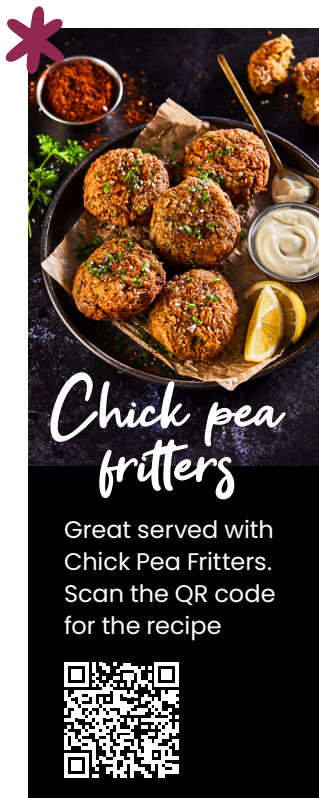 Chick pea
fritters
Great served with
Chick Pea Fritters.
Scan the QR code
for the recipe